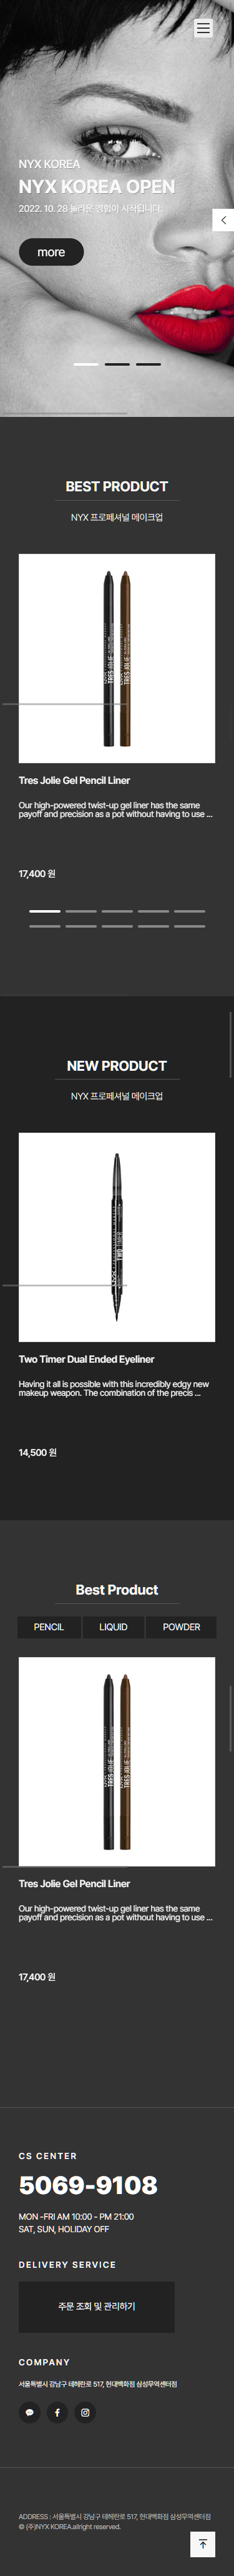 NYX KOREA
NYX KOREA OPEN
2022. 10. 28 놀라운 경험이 시작됩니다.
more
BEST PRODUCT
NYX 프로페셔널 메이크업
Tres Jolie Gel Pencil Liner
Our high-powered twist-up gel liner has the same
payoff and precision as a pot without having to use ...
17,400 원
NEW PRODUCT
NYX 프로페셔널 메이크업
Two Timer Dual Ended Eyeliner
Having it all is possible with this incredibly edgy new
makeup weapon. The combination of the precis ...
14,500 원
Best Product
PENCIL
LIQUID
POWDER
TRES JOLIE
Tres Jolie Gel Pencil Liner
Our high-powered twist-up gel liner has the same
payoff and precision as a pot without having to use ...
17,400 원
CS CENTER
5069-9108
MON -FRI AM 10:00 - PM 21:00
SAT, SUN, HOLIDAY OFF
DELIVERY SERVICE
주문 조회 및 관리하기
COMPANY
서울특별시 강남구 테헤란로 517, 현대백화점 삼성무역센터점
ADDRESS : 서울특별시 강남구 테헤란로 517, 현대백화점 삼성무역센터점
© (주)NYX KOREA.allright reserved.